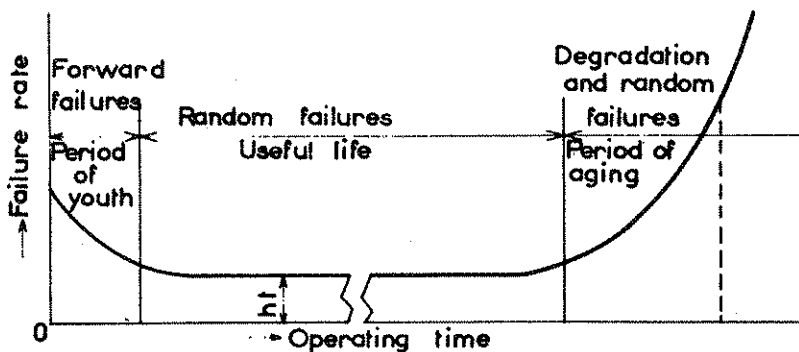 Failure rate
Forward
failures
Period
of
youth
Random failures
Useful life
Degradation
and random
failures
Period of
aging
ht
0
Operating time